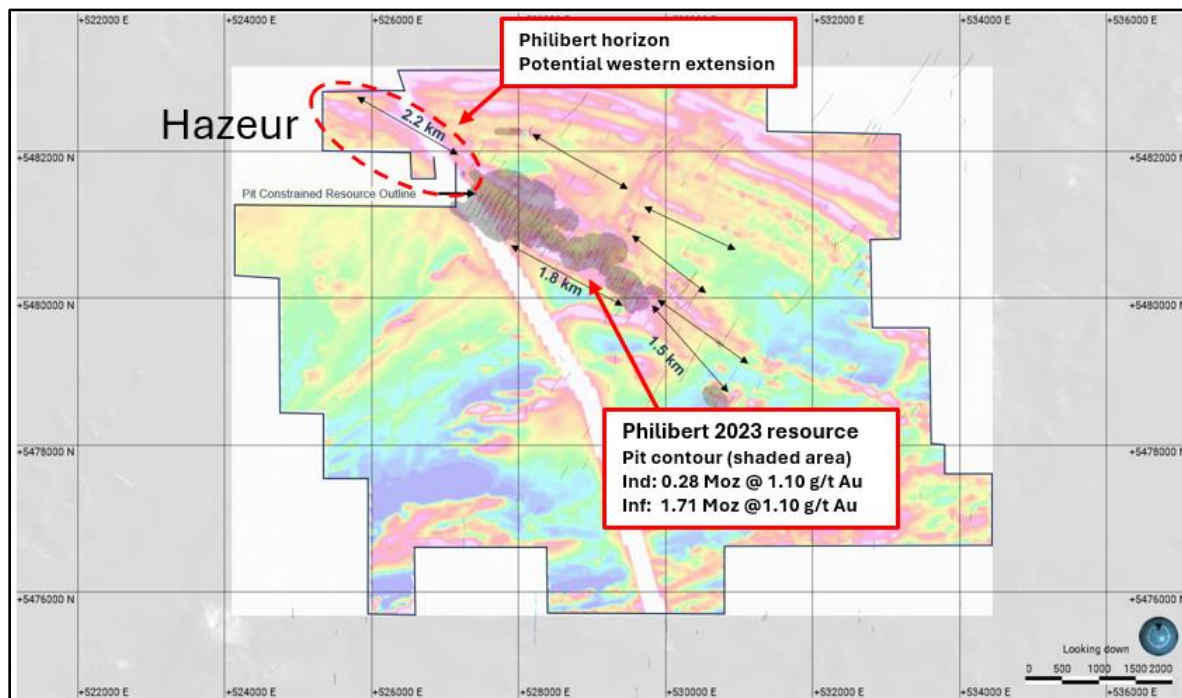 +522000 E
+524000 E
+526000 E
+532000 E
+534000 E
+536000 E
Philibert horizon
Potential western extension
Hazeur
2.2 km
+5482000 N
+5482000 N
Pit Constrained Resource Outline
1.8 km
+5480000 N
+5480000 N
1.5 km
Philibert 2023 resource
Pit contour (shaded area)
Ind: 0.28 Moz @ 1.10 g/t Au
Inf: 1.71 Moz @1.10 g/t Au
+5478000 N
+5478000 N
+5476000 N
+5476000 N
Looking down
0 500 1000 1500 2000
+522000 E
+524000 E
+526000 E
+528000 E
+530000 E
+532000 E
+534000 E
+536000 E